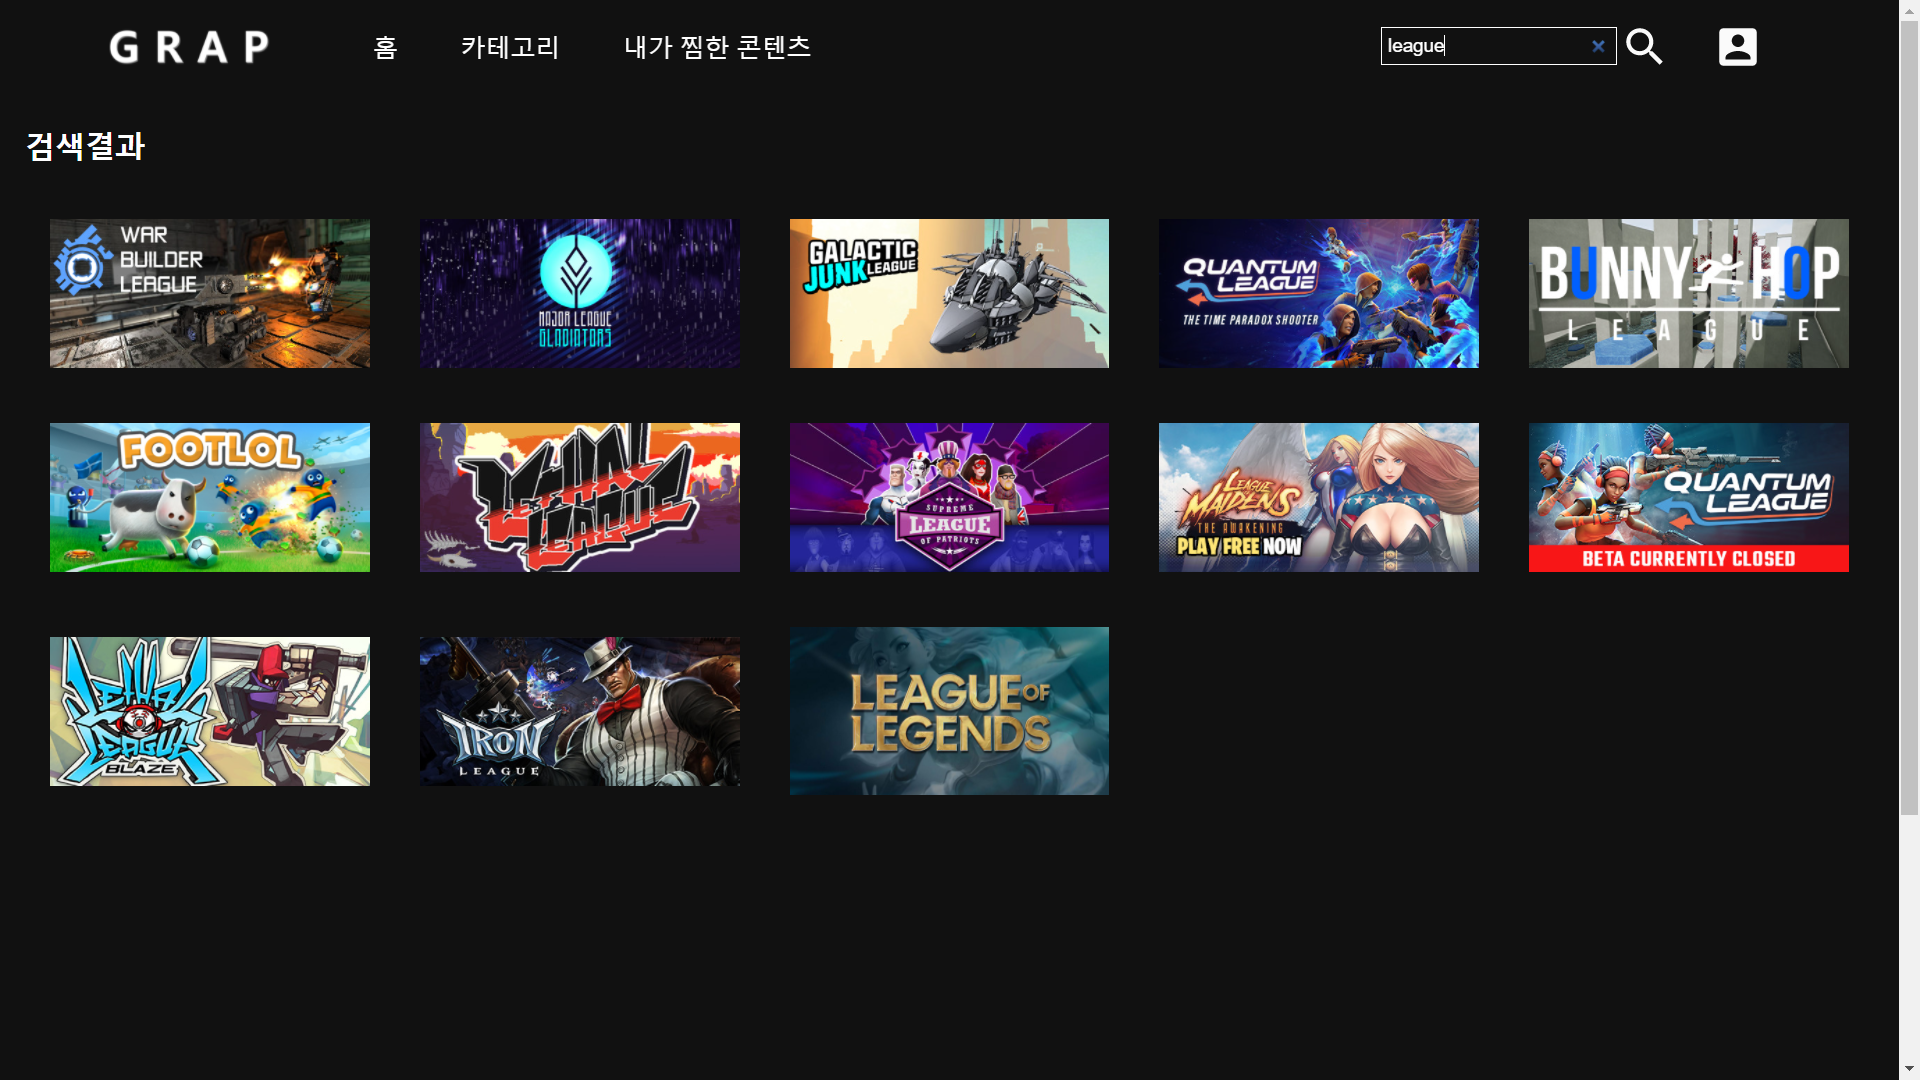 GRAP
홈
카테고리
내가 찜한 콘텐츠
league
검색결과
WAR
BUILDER
LEAGUE
MAJOR LEAGUE
GLADIATORS
GALACTIC
JUNK LEAGUE
QUANTUM
LEAGUE
THE TIME PARADOX SHOOTER
BUNNY HOP
LEAGUE
FOOTLOL
LETHAL
LEAGUE
SUPREME
LEAGUE
OF PATRIOTS
LEAGUE
MAIDENS
THE AWAKENING
PLAY FREE NOW
QUANTUM
LEAGUE
BETA CURRENTLY CLOSED
LETHAL
LEAGUE
BLAZE
IRON
LEAGUE
LEAGUE OF
LEGENDS